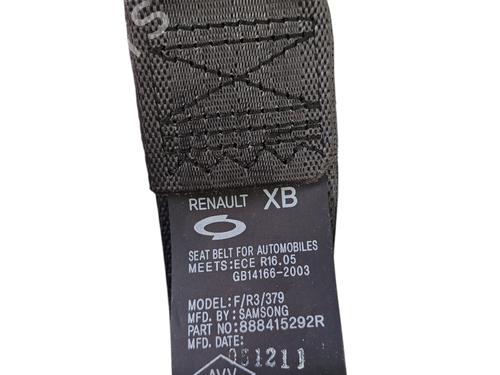 RENAULT XB
SEAT BELT FOR AUTOMOBILES
MEETS:ECE R16.05
GB14166-2003
MODEL:F/R3/379
MFD. BY: SAMSONG
PART NO:888415292R
MFD. DATE:
051211